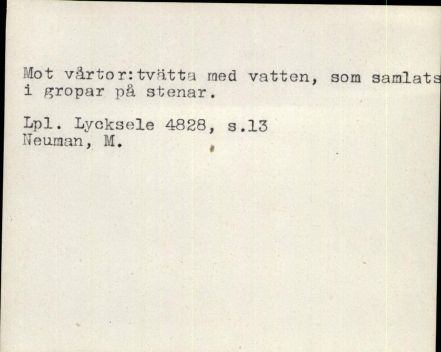 Mot vårtor:tvätta med vatten, som samlats
i gropar på stenar.
Lpl. Lycksele 4828, s.13
Neuman, M.